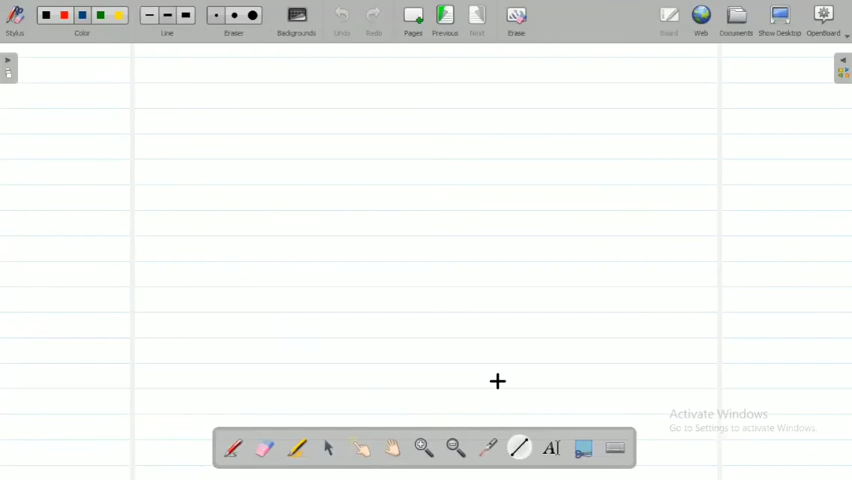 Stylus Color Line Eraser Backgrounds Undo Redo Pages Previous Next Erase Board Web Documents Show Desktop OpenBoard
Activate Windows
Go to Settings to activate Windows.
AI